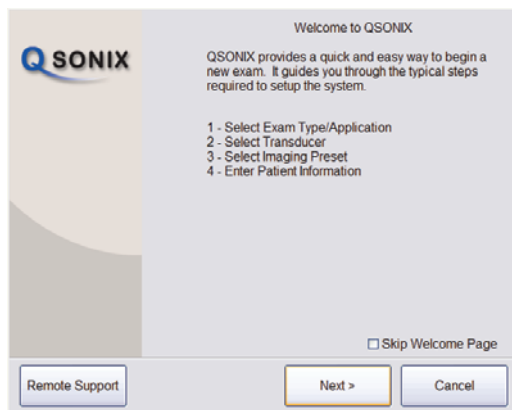 Q SONIX
Welcome to QSONIX
QSONIX provides a quick and easy way to begin a
new exam. It guides you through the typical steps
required to setup the system.
1 - Select Exam Type/Application
2 - Select Transducer
3 - Select Imaging Preset
4 - Enter Patient Information
Skip Welcome Page
Remote Support
Next >
Cancel